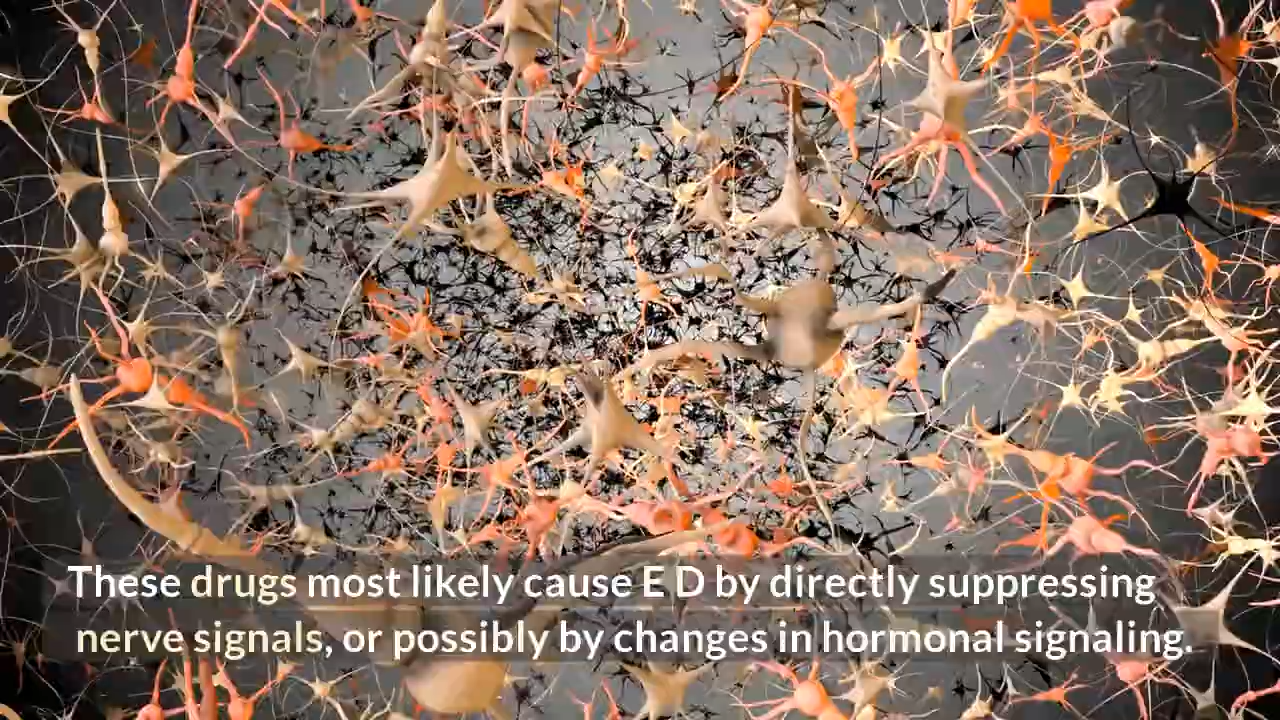 These drugs most likely cause E D by directly suppressing
nerve signals, or possibly by changes in hormonal signaling.